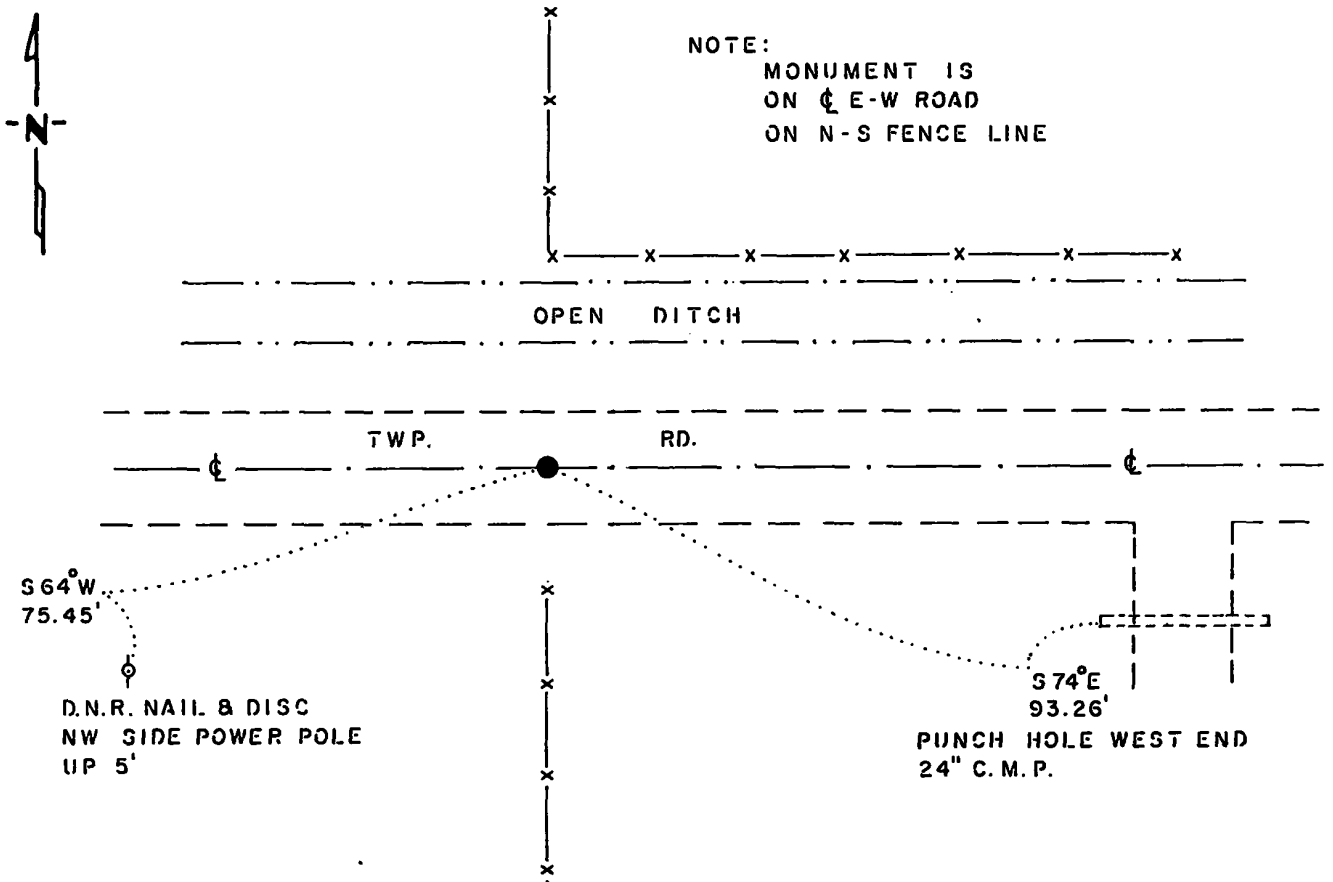 NOTE:
MONUMENT IS
ON ℄ E-W ROAD
ON N-S FENCE LINE
-N-
OPEN DITCH
TWP. RD.
℄ ℄
S 64°W
75.45'
D.N.R. NAIL & DISC
NW SIDE POWER POLE
UP 5'
S 74°E
93.26'
PUNCH HOLE WEST END
24" C.M.P.